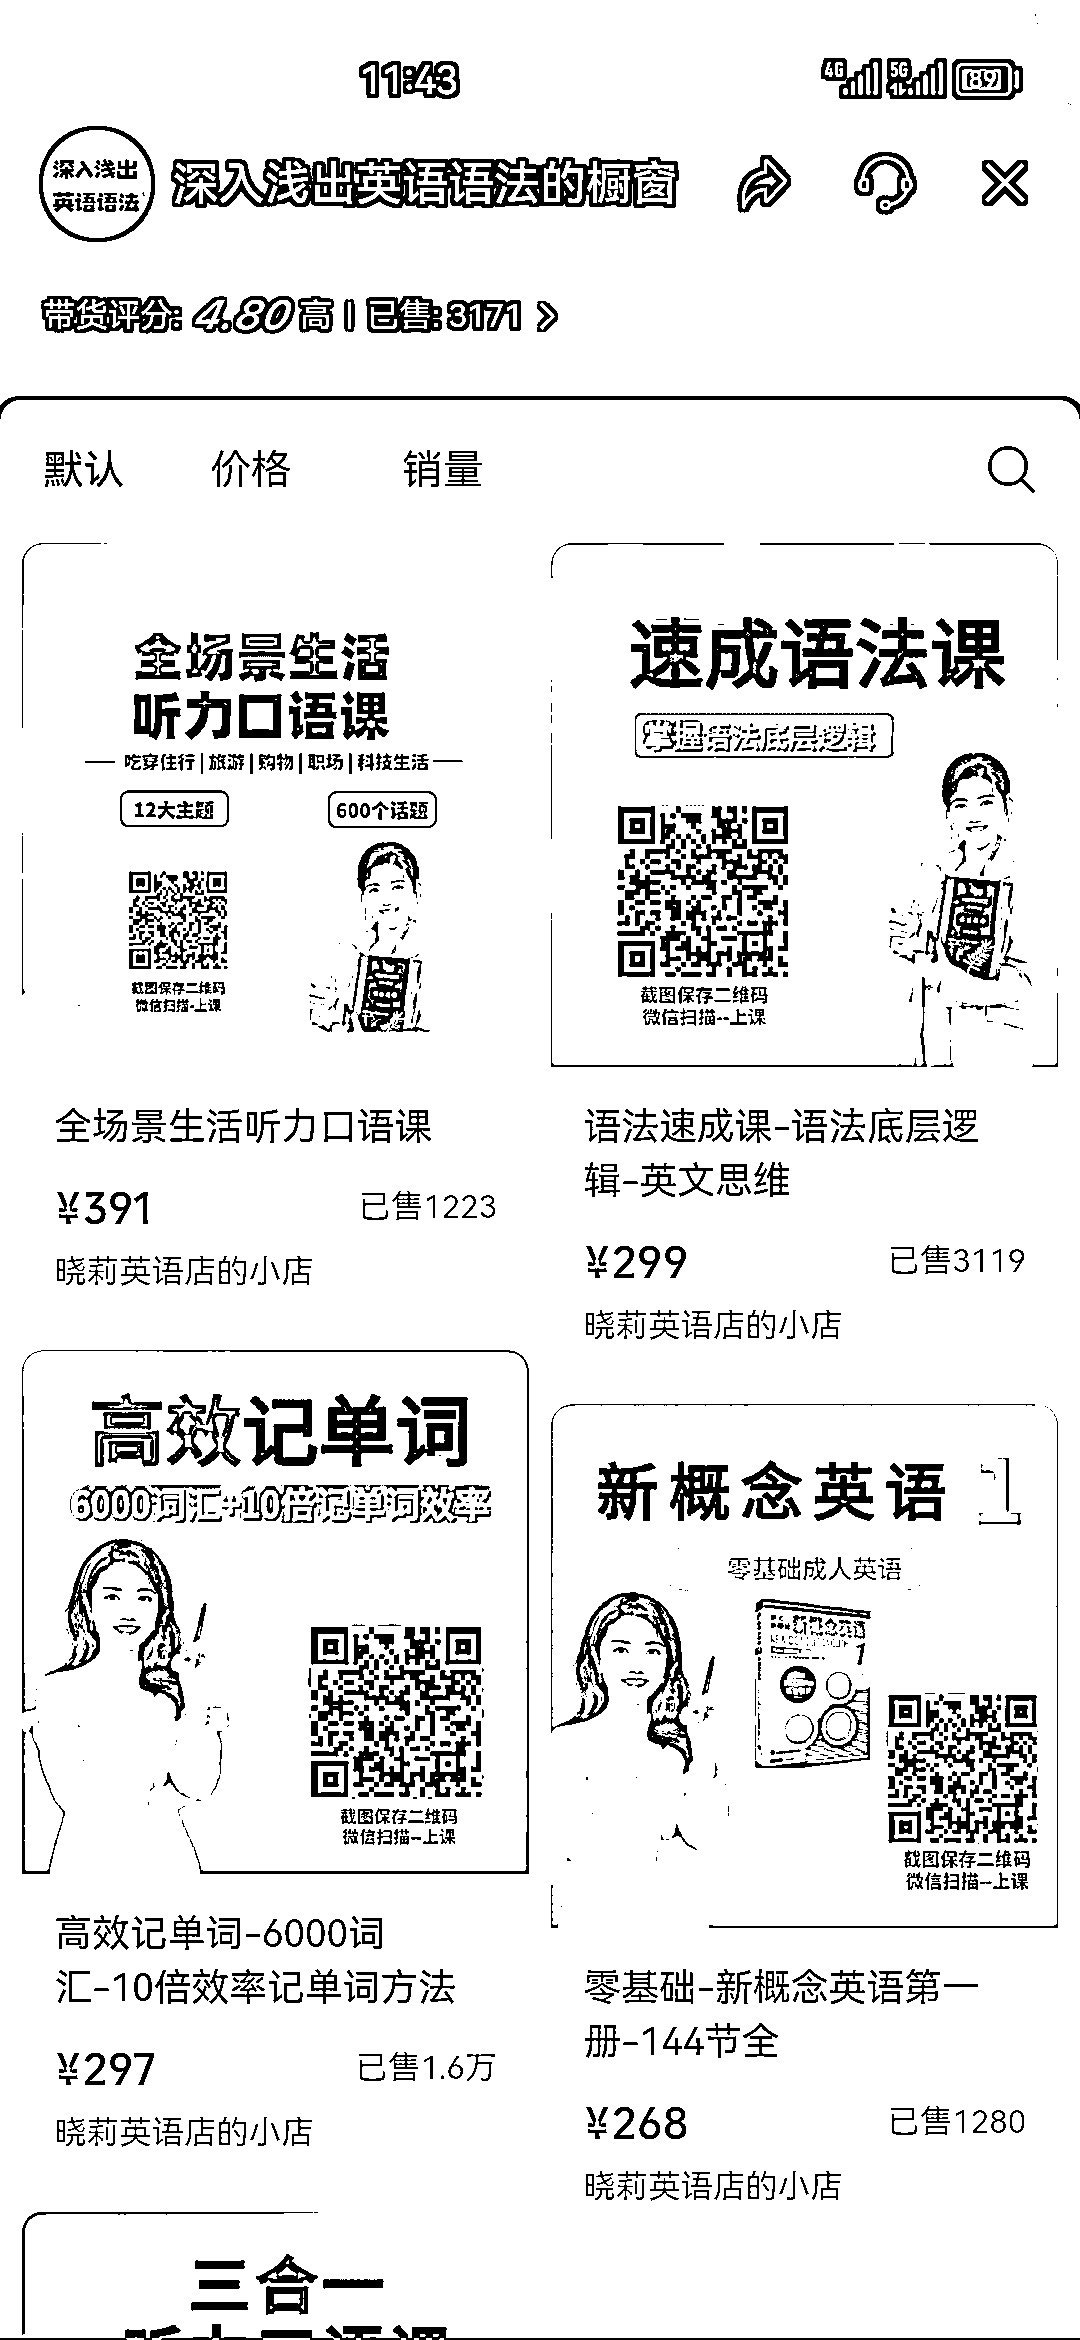 11:43
4G 5G 89
深入浅出
英语语法
深入浅出英语语法的橱窗
带货评分: 4.80 高 | 已售: 3171 >
默认 价格 销量
全场景生活
听力口语课
吃穿住行 | 旅游 | 购物 | 职场 | 科技生活
12大主题 600个话题
截图保存二维码
微信扫描-上课
全场景生活听力口语课
¥391 已售1223
晓莉英语店的小店
速成语法课
掌握语法底层逻辑
截图保存二维码
微信扫描--上课
语法速成课-语法底层逻
辑-英文思维
¥299 已售3119
晓莉英语店的小店
高效记单词
6000词汇+10倍记单词效率
截图保存二维码
微信扫描--上课
高效记单词-6000词
汇-10倍效率记单词方法
¥297 已售1.6万
晓莉英语店的小店
新概念英语 1
零基础成人英语
新概念英语
1
截图保存二维码
微信扫描--上课
零基础-新概念英语第一
册-144节全
¥268 已售1280
晓莉英语店的小店
三合一